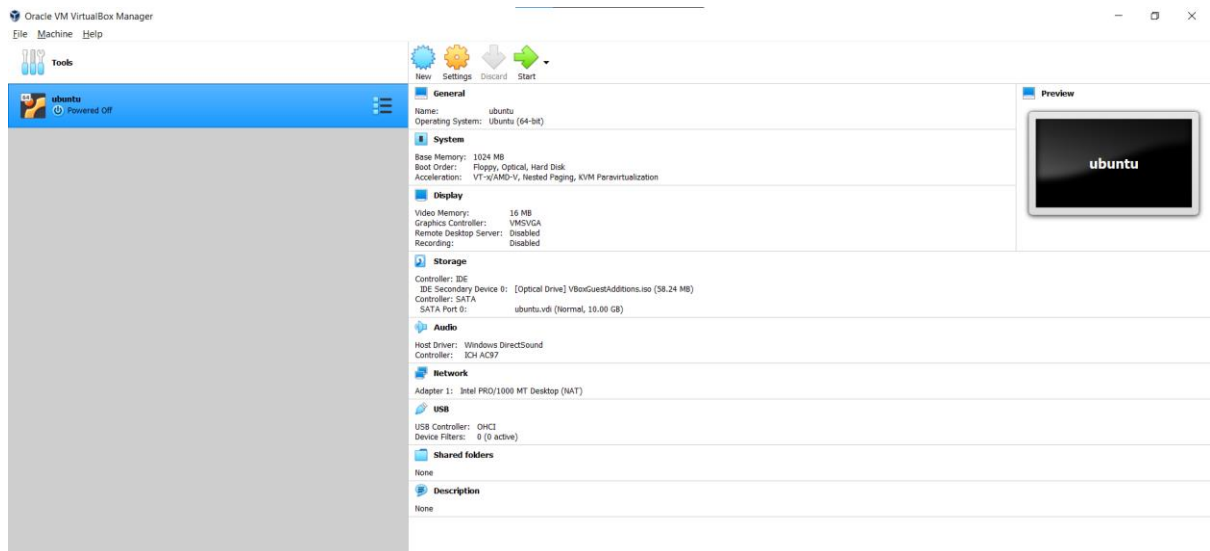 Oracle VM VirtualBox Manager
File Machine Help
Tools
New Settings Discard Start
64
ubuntu
Powered Off
General
Name: ubuntu
Operating System: Ubuntu (64-bit)
System
Base Memory: 1024 MB
Boot Order: Floppy, Optical, Hard Disk
Acceleration: VT-x/AMD-V, Nested Paging, KVM Paravirtualization
Display
Video Memory: 16 MB
Graphics Controller: VMSVGA
Remote Desktop Server: Disabled
Recording: Disabled
Storage
Controller: IDE
IDE Secondary Device 0: [Optical Drive] VBoxGuestAdditions.iso (58.24 MB)
Controller: SATA
SATA Port 0: ubuntu.vdi (Normal, 10.00 GB)
Audio
Host Driver: Windows DirectSound
Controller: ICH AC97
Network
Adapter 1: Intel PRO/1000 MT Desktop (NAT)
USB
USB Controller: OHCI
Device Filters: 0 (0 active)
Shared folders
None
Description
None
Preview
ubuntu